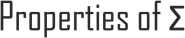 Properties of Σ